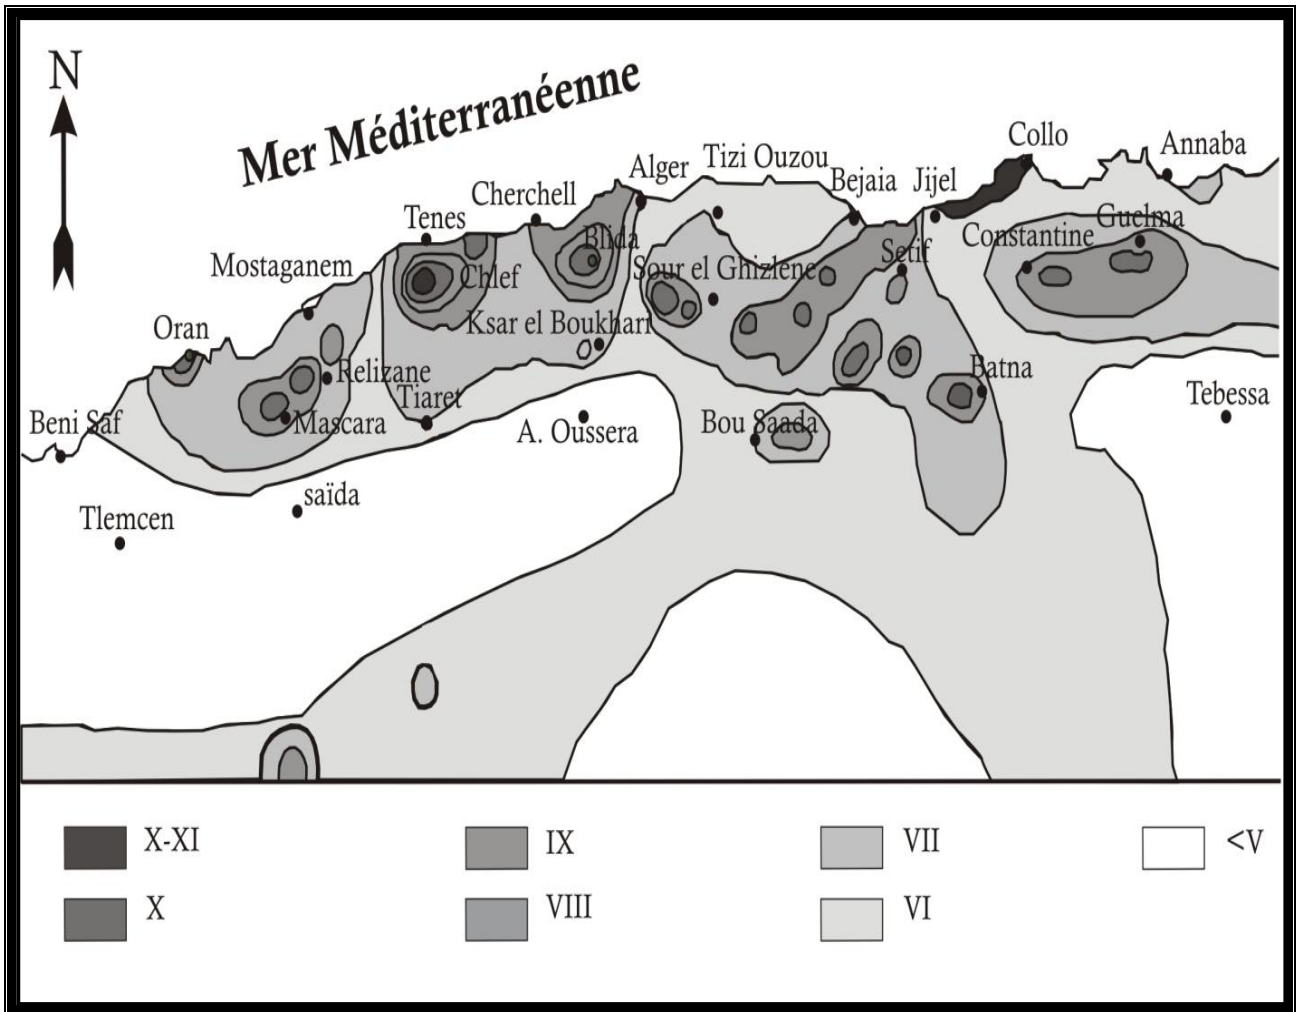 N
Mer Méditerranéenne
Collo
Annaba
Alger
Tizi Ouzou
Bejaia
Jijel
Cherchell
Tenes
Guelma
Constantine
Blida
Setif
Mostaganem
Chlef
Sour el Ghizlene
Oran
Ksar el Boukhari
Relizane
Batna
Tiaret
Tebessa
Beni Saf
Mascara
A. Oussera
Bou Saada
saïda
Tlemcen
X-XI
IX
VII
<V
X
VIII
VI